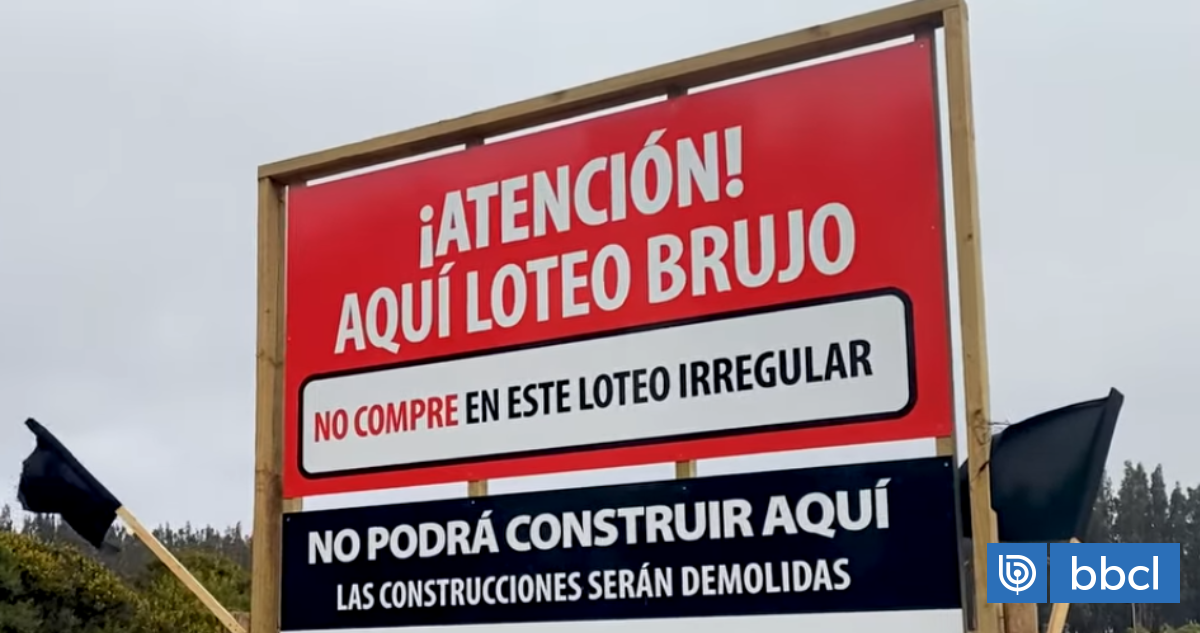 ¡ATENCIÓN!
AQUÍ LOTEO BRUJO
NO COMPRE EN ESTE LOTEO IRREGULAR
NO PODRÁ CONSTRUIR AQUÍ
LAS CONSTRUCCIONES SERÁN DEMOLIDAS
bbcl